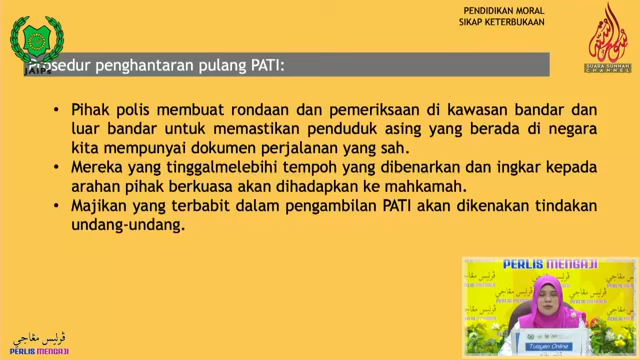 PENDIDIKAN MORAL
SIKAP KETERBUKAAN
JAIPs
SUARA SUNNAH
CHANNEL
Prosedur penghantaran pulang PATI:
• Pihak polis membuat rondaan dan pemeriksaan di kawasan bandar dan
luar bandar untuk memastikan penduduk asing yang berada di negara
kita mempunyai dokumen perjalanan yang sah.
• Mereka yang tinggalmelebihi tempoh yang dibenarkan dan ingkar kepada
arahan pihak berkuasa akan dihadapkan ke mahkamah.
• Majikan yang terbabit dalam pengambilan PATI akan dikenakan tindakan
undang-undang.
PERLIS MENGAJI
Tuisyen Online
ڤرليس مڠاجي
PERLIS MENGAJI